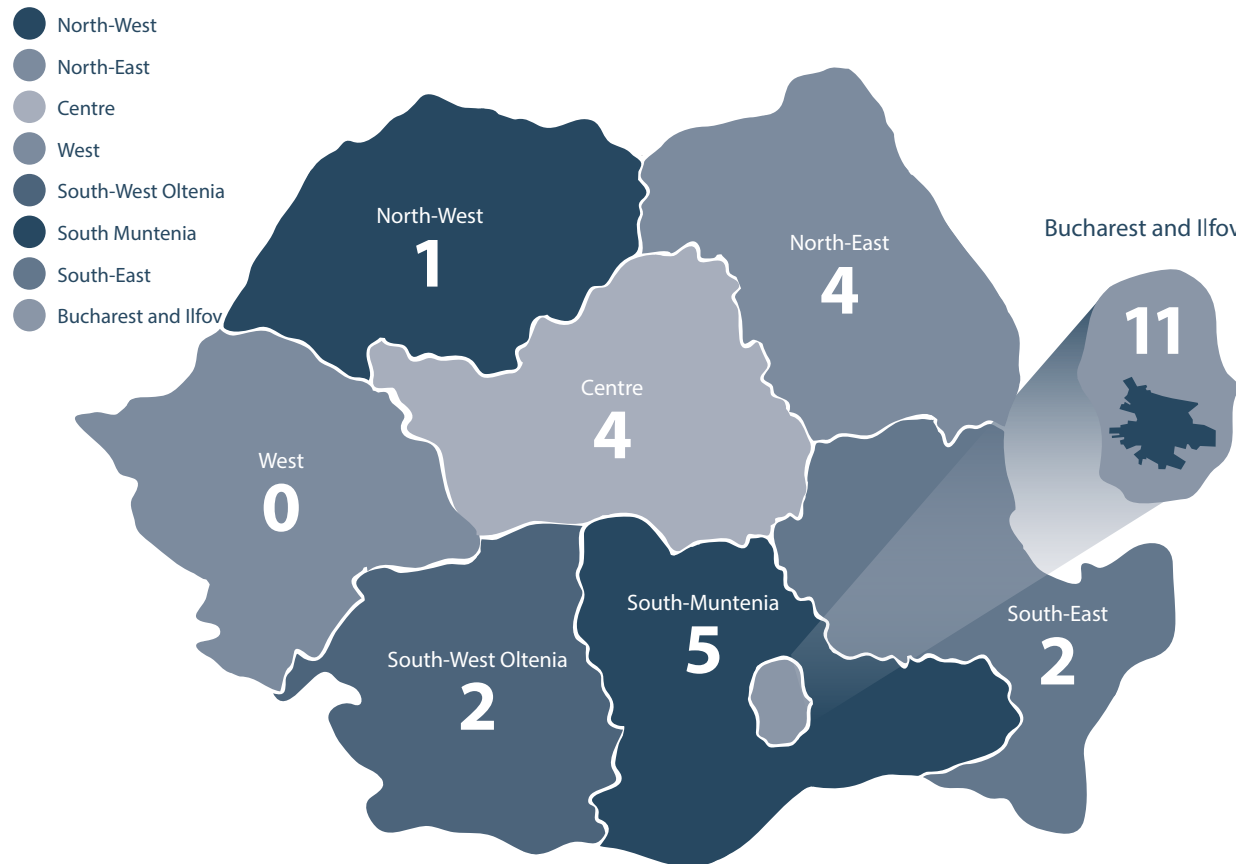 North-West
North-East
Centre
West
South-West Oltenia
South Muntenia
South-East
Bucharest and Ilfov
North-West
1
North-East
4
Bucharest and Ilfov
11
Centre
4
West
0
South-Muntenia
5
South-East
2
South-West Oltenia
2